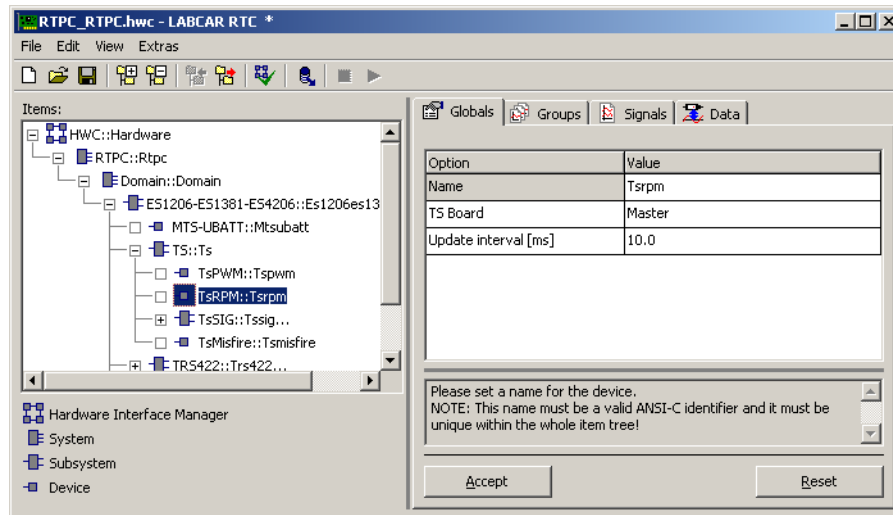 RTPC_RTPC.hwc - LABCAR RTC *
File Edit View Extras
Items:
HWC::Hardware
RTPC::Rtpc
Domain::Domain
ES1206-ES1381-ES4206::Es1206es13
MTS-UBATT::Mtsubatt
TS::Ts
TsPWM::Tspwm
TsRPM::Tsrpm
TsSIG::Tssig...
TsMisfire::Tsmisfire
TRS422::Trs422...
Hardware Interface Manager
System
Subsystem
Device
Globals Groups Signals Data
Option Value
Name Tsrpm
TS Board Master
Update interval [ms] 10.0
Please set a name for the device.
NOTE: This name must be a valid ANSI-C identifier and it must be
unique within the whole item tree!
Accept Reset